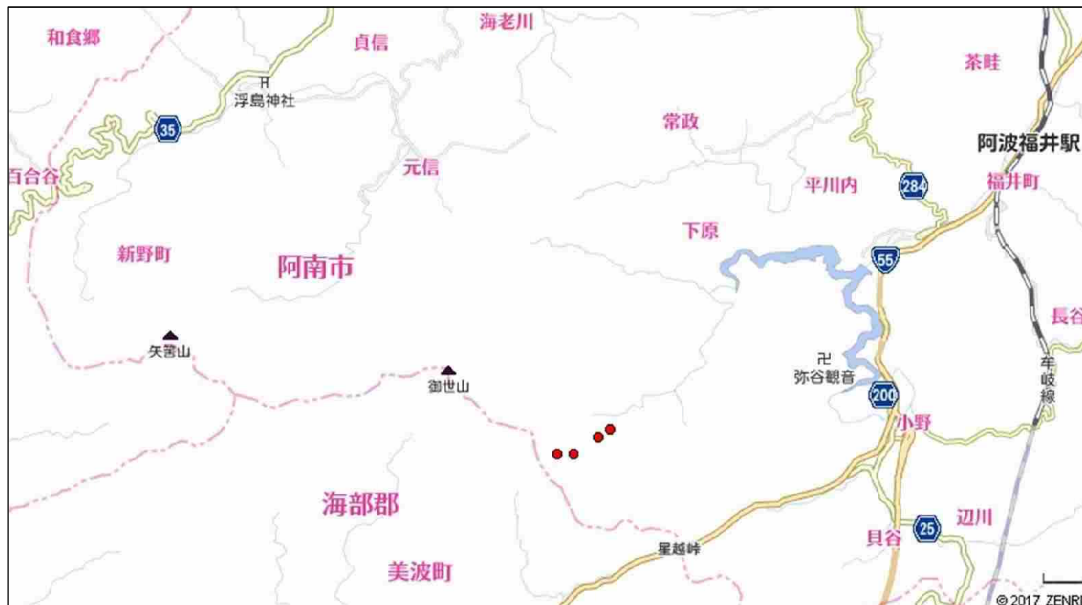 海老川
和食郷
貞信
茶畦
浮島神社
35
常政
阿波福井駅
元信
百合谷
平川内
284
福井町
新野町
下原
阿南市
55
長谷
矢筈山
弥谷観音
牟岐線
御世山
200
小野
海部郡
25
辺川
貝谷
星越峠
美波町
©2017 ZENRI